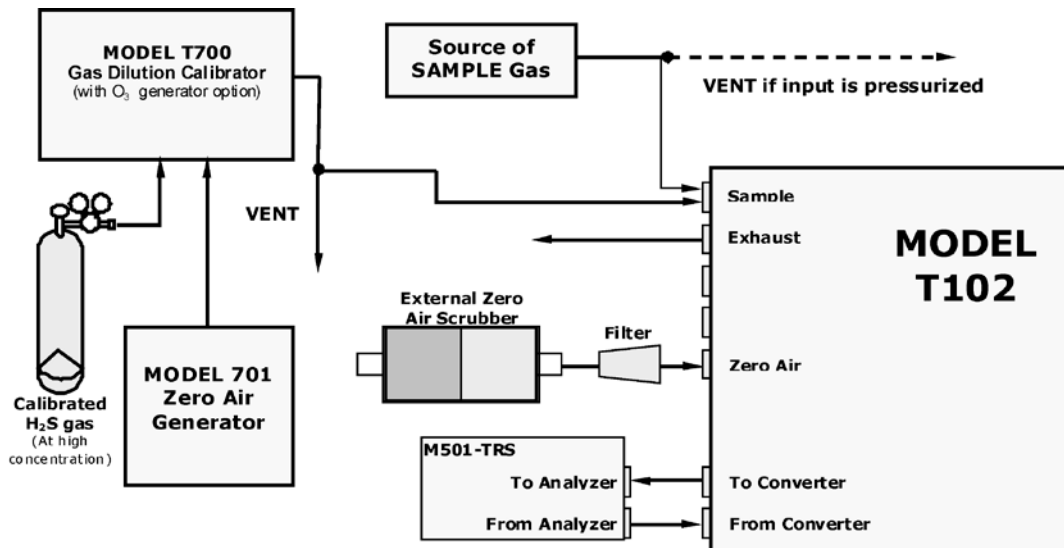 MODEL T700
Gas Dilution Calibrator
(with O₃ generator option)
Source of
SAMPLE Gas
VENT if input is pressurized
VENT
Sample
Exhaust
MODEL
T102
External Zero
Air Scrubber
Filter
Zero Air
MODEL 701
Zero Air
Generator
Calibrated
H₂S gas
(At high
concentration)
M501-TRS
To Analyzer
From Analyzer
To Converter
From Converter